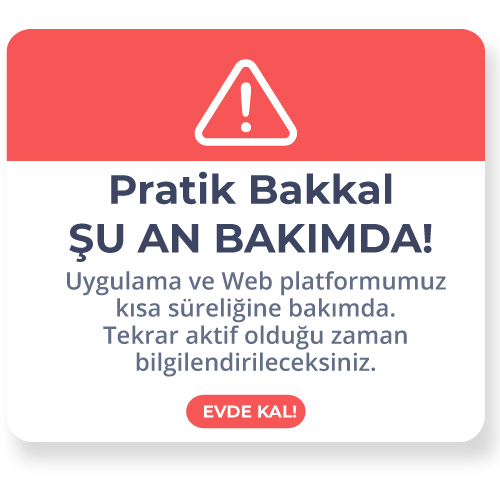 Pratik Bakkal
ŞU AN BAKIMDA!
Uygulama ve Web platformumuz
kısa süreliğine bakımda.
Tekrar aktif olduğu zaman
bilgilendirileceksiniz.
EVDE KAL!